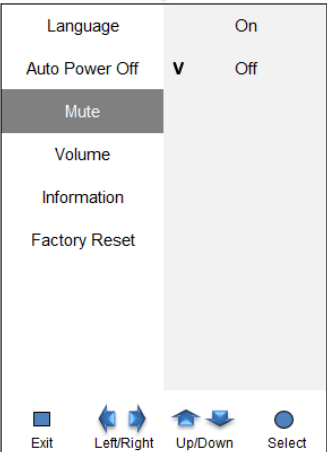 Language On
Auto Power Off V Off
Mute
Volume
Information
Factory Reset
Exit Left/Right Up/Down Select